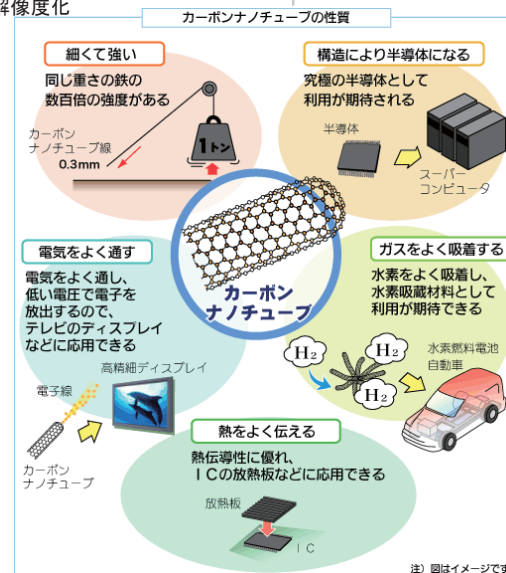 解像度化
カーボンナノチューブの性質
細くて強い
同じ重さの鉄の
数百倍の強度がある
カーボン
ナノチューブ線
0.3mm
1トン
構造により半導体になる
究極の半導体として
利用が期待される
半導体
スーパー
コンピュータ
電気をよく通す
電気をよく通し、
低い電圧で電子を
放出するので、
テレビのディスプレイ
などに応用できる
高精細ディスプレイ
電子線
カーボン
ナノチューブ
カーボン
ナノチューブ
ガスをよく吸着する
水素をよく吸着し、
水素吸蔵材料として
利用が期待できる
H2
H2
H2
水素燃料電池
自動車
熱をよく伝える
熱伝導性に優れ、
ICの放熱板などに応用できる
放熱板
IC
注）図はイメージです